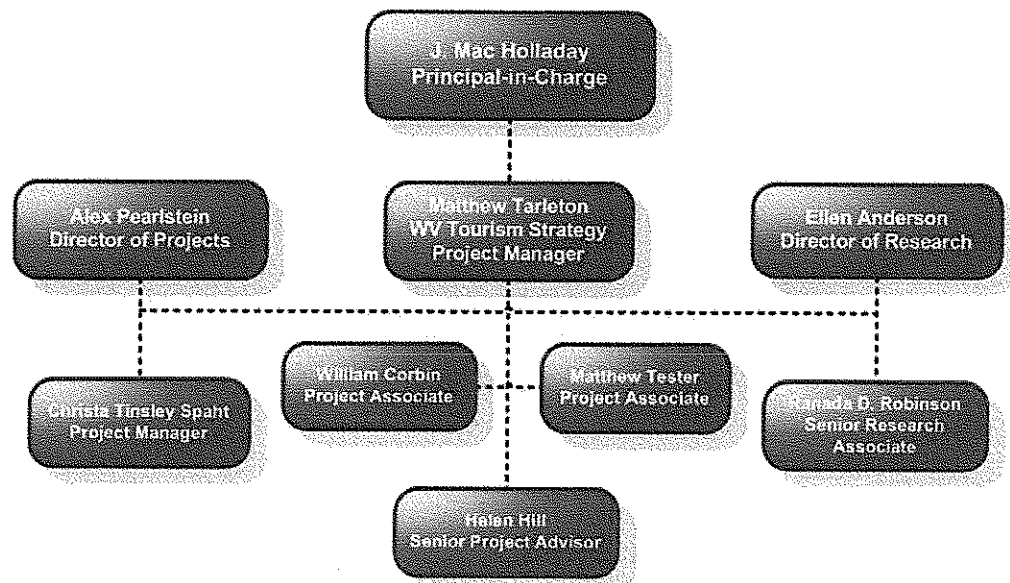 J. Mac Holladay
Principal-in-Charge
Alex Pearlstein
Director of Projects
Matthew Tarleton
WV Tourism Strategy
Project Manager
Ellen Anderson
Director of Research
Christa Tinsley Spaht
Project Manager
William Corbin
Project Associate
Matthew Tester
Project Associate
Ranada D. Robinson
Senior Research
Associate
Helen Hill
Senior Project Advisor